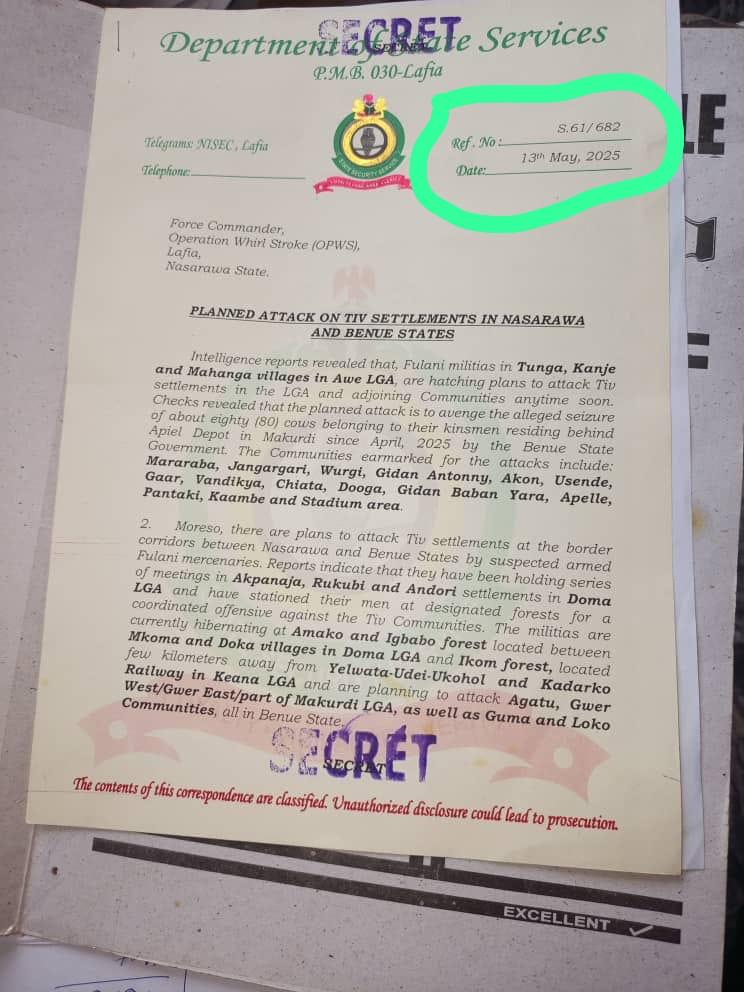 SECRET
Department of State Services
SECRET
P.M.B. 030-Lafia
Telegrams: NISEC, Lafia
Telephone:
Ref. No: S.61/682
Date: 13th May, 2025
STATE SECURITY SERVICE
Force Commander,
Operation Whirl Stroke (OPWS),
Lafia,
Nasarawa State.
PLANNED ATTACK ON TIV SETTLEMENTS IN NASARAWA
AND BENUE STATES
Intelligence reports revealed that, Fulani militias in Tunga, Kanje
and Mahanga villages in Awe LGA, are hatching plans to attack Tiv
settlements in the LGA and adjoining Communities anytime soon.
Checks revealed that the planned attack is to avenge the alleged seizure
of about eighty (80) cows belonging to their kinsmen residing behind
Apiel Depot in Makurdi since April, 2025 by the Benue State
Government. The Communities earmarked for the attacks include:
Mararaba, Jangargari, Wurgi, Gidan Antonny, Akon, Usende,
Gaar, Vandikya, Chiata, Dooga, Gidan Baban Yara, Apelle,
Pantaki, Kaambe and Stadium area.
2. Moreso, there are plans to attack Tiv settlements at the border
corridors between Nasarawa and Benue States by suspected armed
Fulani mercenaries. Reports indicate that they have been holding series
of meetings in Akpanaja, Rukubi and Andori settlements in Doma
LGA and have stationed their men at designated forests for a
coordinated offensive against the Tiv Communities. The militias are
currently hibernating at Amako and Igbabo forest located between
Mkoma and Doka villages in Doma LGA and Ikom forest, located
few kilometers away from Yelwata-Udei-Ukohol and Kadarko
Railway in Keana LGA and are planning to attack Agatu, Gwer
West/Gwer East/part of Makurdi LGA, as well as Guma and Loko
Communities, all in Benue State.
SECRET
SECRET
The contents of this correspondence are classified. Unauthorized disclosure could lead to prosecution.
EXCELLENT